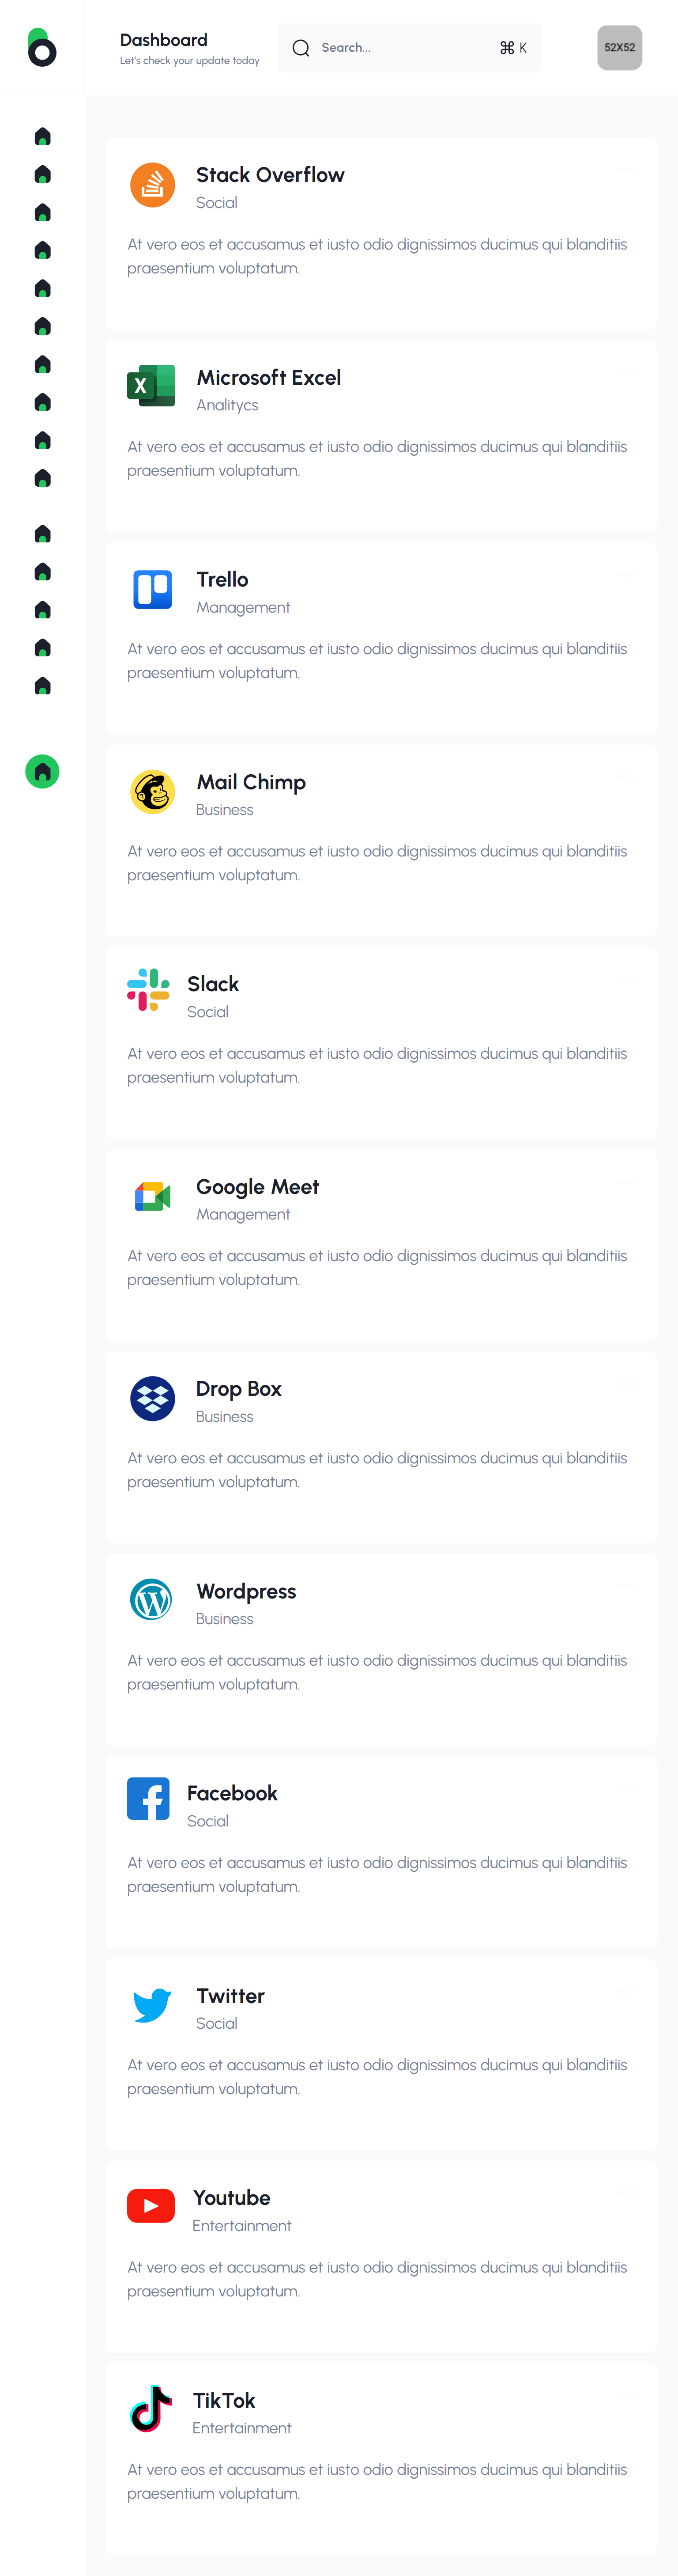 Dashboard
Let's check your update today
Search...
⌘ K
52X52
Stack Overflow
Social
At vero eos et accusamus et iusto odio dignissimos ducimus qui blanditiis
praesentium voluptatum.
Microsoft Excel
Analitycs
At vero eos et accusamus et iusto odio dignissimos ducimus qui blanditiis
praesentium voluptatum.
Trello
Management
At vero eos et accusamus et iusto odio dignissimos ducimus qui blanditiis
praesentium voluptatum.
Mail Chimp
Business
At vero eos et accusamus et iusto odio dignissimos ducimus qui blanditiis
praesentium voluptatum.
Slack
Social
At vero eos et accusamus et iusto odio dignissimos ducimus qui blanditiis
praesentium voluptatum.
Google Meet
Management
At vero eos et accusamus et iusto odio dignissimos ducimus qui blanditiis
praesentium voluptatum.
Drop Box
Business
At vero eos et accusamus et iusto odio dignissimos ducimus qui blanditiis
praesentium voluptatum.
Wordpress
Business
At vero eos et accusamus et iusto odio dignissimos ducimus qui blanditiis
praesentium voluptatum.
Facebook
Social
At vero eos et accusamus et iusto odio dignissimos ducimus qui blanditiis
praesentium voluptatum.
Twitter
Social
At vero eos et accusamus et iusto odio dignissimos ducimus qui blanditiis
praesentium voluptatum.
Youtube
Entertainment
At vero eos et accusamus et iusto odio dignissimos ducimus qui blanditiis
praesentium voluptatum.
TikTok
Entertainment
At vero eos et accusamus et iusto odio dignissimos ducimus qui blanditiis
praesentium voluptatum.